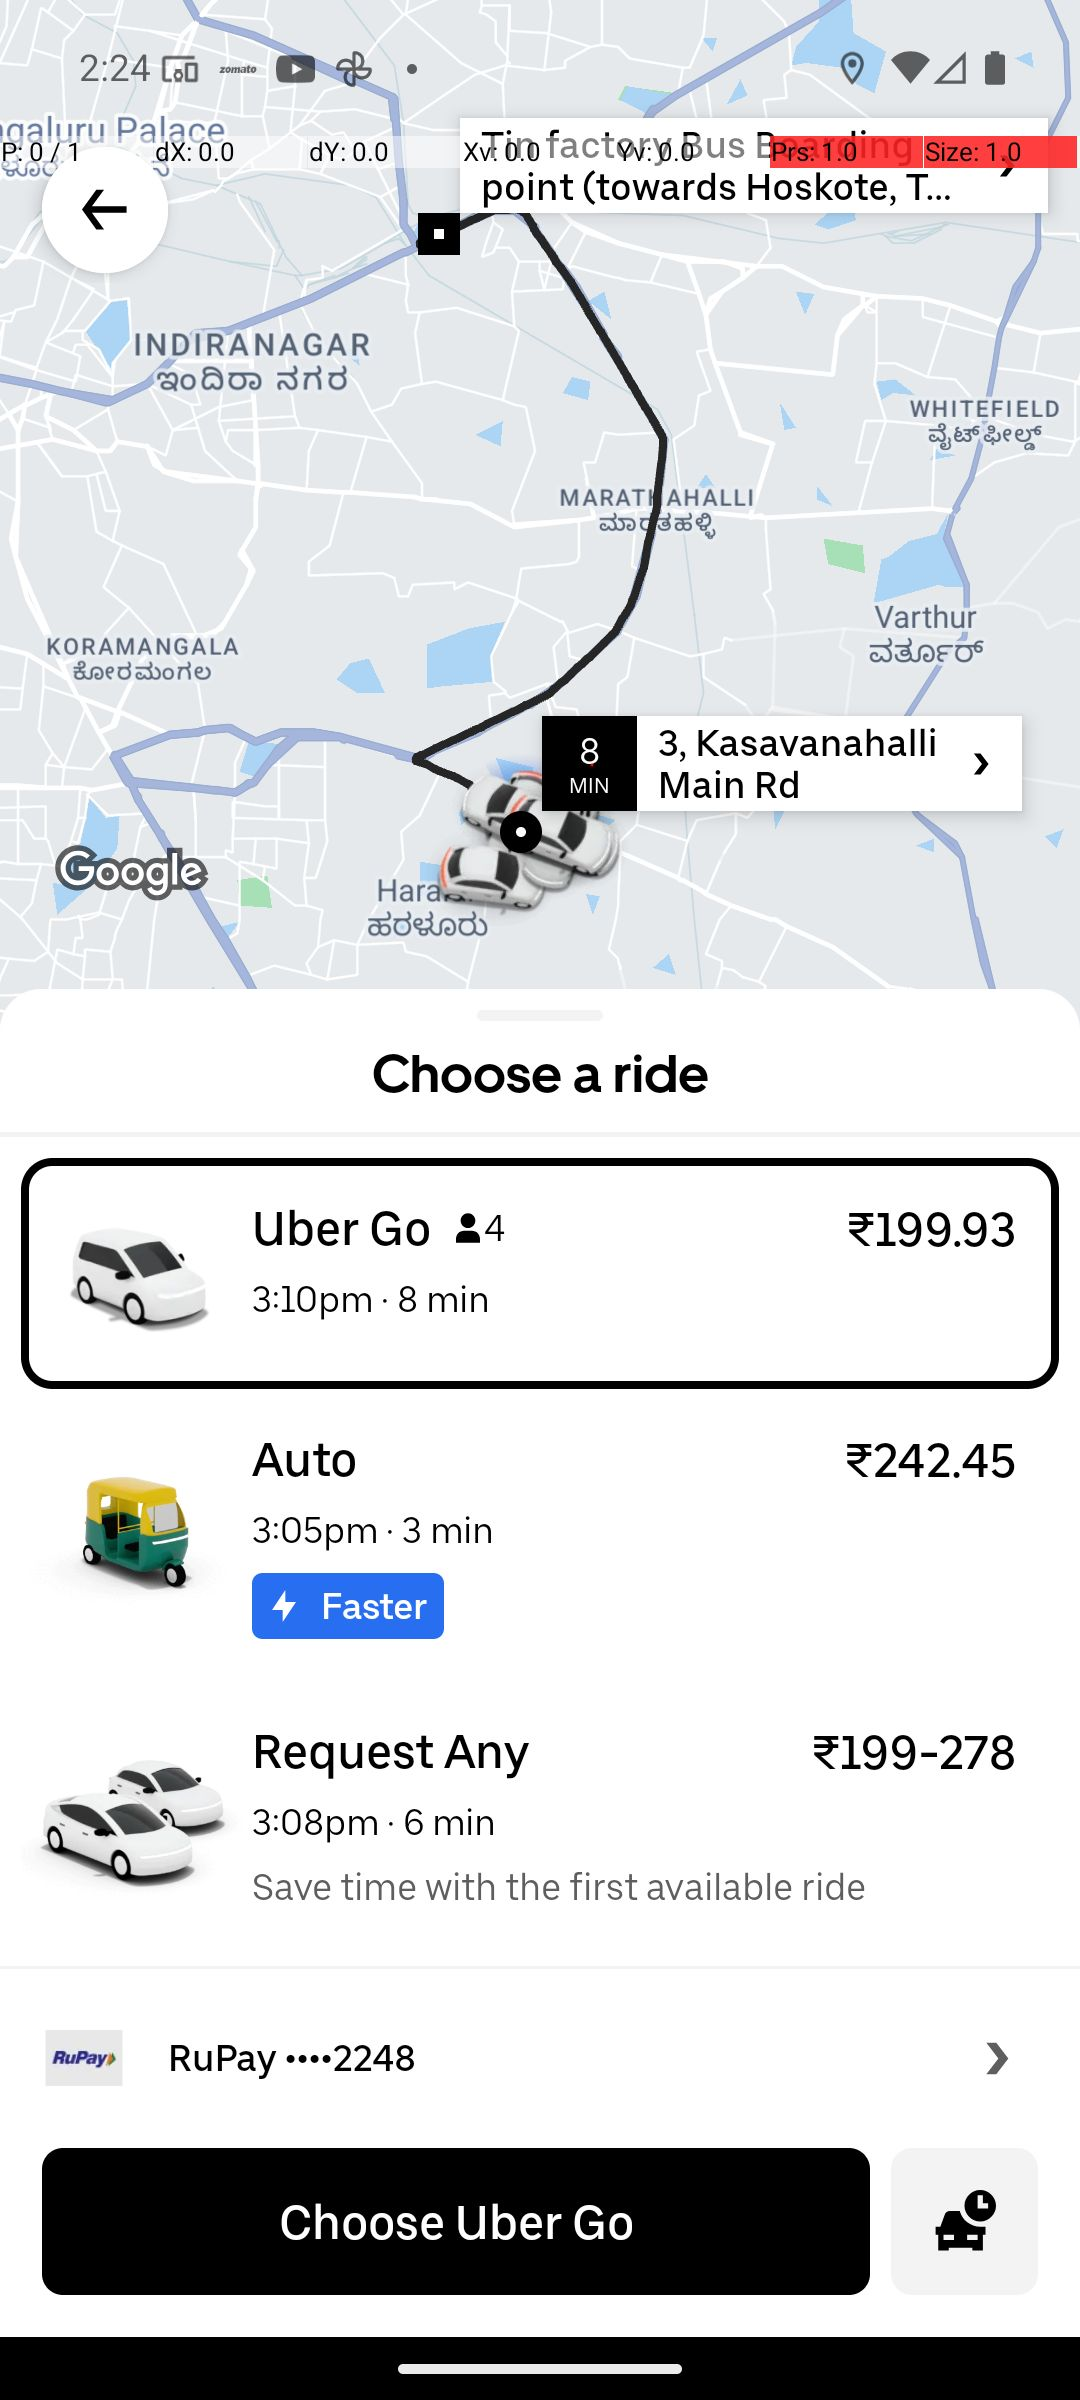 2:24
zomato
ngaluru Palace
P: 0 / 1
dX: 0.0
dY: 0.0
Xv: 0.0
Yv: 0.0
Prs: 1.0
Size: 1.0
Tin factory Bus Boarding
point (towards Hoskote, T...
INDIRANAGAR
ಇಂದಿರಾ ನಗರ
WHITEFIELD
ವೈಟ್‌ಫೀಲ್ಡ್
MARATHAHALLI
ಮಾರತಹಳ್ಳಿ
Varthur
ವರ್ತೂರ್
KORAMANGALA
ಕೋರಮಂಗಲ
8
MIN
3, Kasavanahalli
Main Rd
Google
Hara
ಹರಳೂರು
Choose a ride
Uber Go 4
₹199.93
3:10pm · 8 min
Auto
₹242.45
3:05pm · 3 min
Faster
Request Any
₹199-278
3:08pm · 6 min
Save time with the first available ride
RuPay
RuPay ••••2248
Choose Uber Go